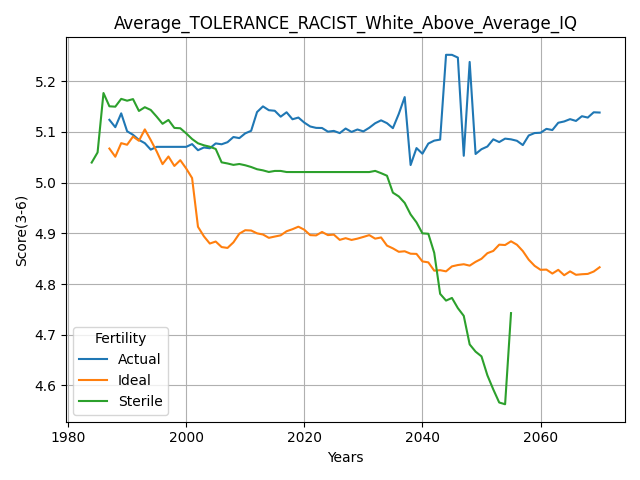 Average_TOLERANCE_RACIST_White_Above_Average_IQ
Score(3-6)
5.2
5.1
5.0
4.9
4.8
4.7
4.6
Fertility
Actual
Ideal
Sterile
1980 2000 2020 2040 2060
Years